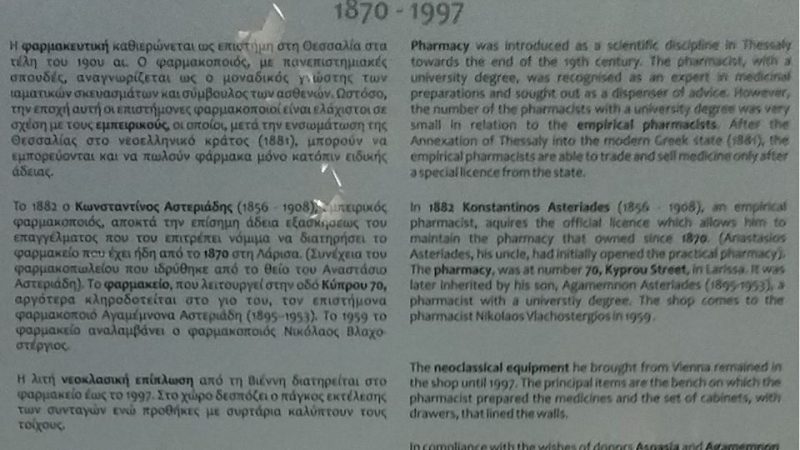 1870 - 1997
Η φαρμακευτική καθιερώνεται ως επιστήμη στη Θεσσαλία στα
τέλη του 19ου αι. Ο φαρμακοποιός, με πανεπιστημιακές
σπουδές, αναγνωρίζεται ως ο μοναδικός γνώστης των
ιαματικών σκευασμάτων και σύμβουλος των ασθενών. Ωστόσο,
την εποχή αυτή οι επιστήμονες φαρμακοποιοί είναι ελάχιστοι σε
σχέση με τους εμπειρικούς, οι οποίοι, μετά την ενσωμάτωση της
Θεσσαλίας στο νεοελληνικό κράτος (1881), μπορούν να
εμπορεύονται και να πωλούν φάρμακα μόνο κατόπιν ειδικής
άδειας.
Το 1882 ο Κωνσταντίνος Αστεριάδης (1856 - 1908), εμπειρικός
φαρμακοποιός, αποκτά την επίσημη άδεια εξασκήσεως του
επαγγέλματος που του επιτρέπει νόμιμα να διατηρήσει το
φαρμακείο που έχει ήδη από το 1870 στη Λάρισα. (Συνέχεια του
φαρμακοπωλείου που ιδρύθηκε από το θείο του Αναστάσιο
Αστεριάδη). Το φαρμακείο, που λειτουργεί στην οδό Κύπρου 70,
αργότερα κληροδοτείται στο γιο του, τον επιστήμονα
φαρμακοποιό Αγαμέμνονα Αστεριάδη (1895-1953). Το 1959 το
φαρμακείο αναλαμβάνει ο φαρμακοποιός Νικόλαος Βλαχο-
στέργιος.
Η λιτή νεοκλασική επίπλωση από τη Βιέννη διατηρείται στο
φαρμακείο έως το 1997. Στο χώρο δεσπόζει ο πάγκος εκτέλεσης
των συνταγών ενώ προθήκες με συρτάρια καλύπτουν τους
τοίχους.
Pharmacy was introduced as a scientific discipline in Thessaly
towards the end of the 19th century. The pharmacist, with a
university degree, was recognised as an expert in medicinal
preparations and sought out as a dispenser of advice. However,
the number of the pharmacists with a university degree was very
small in relation to the empirical pharmacists. After the
Annexation of Thessaly into the modern Greek state (1881), the
empirical pharmacists are able to trade and sell medicine only after
a special licence from the state.
In 1882 Konstantinos Asteriades (1856 - 1908), an empirical
pharmacist, aquires the official licence which allows him to
maintain the pharmacy that owned since 1870. (Anastasios
Asteriades, his uncle, had initially opened the practical pharmacy).
The pharmacy, was at number 70, Kyprou Street, in Larissa. It was
later inherited by his son, Agamemnon Asteriades (1895-1953), a
pharmacist with a universtiy degree. The shop comes to the
pharmacist Nikolaos Vlachostergios in 1959.
The neoclassical equipment he brought from Vienna remained in
the shop until 1997. The principal items are the bench on which the
pharmacist prepared the medicines and the set of cabinets, with
drawers, that lined the walls.
In compliance with the wishes of donors Aspasia and Agamemnon